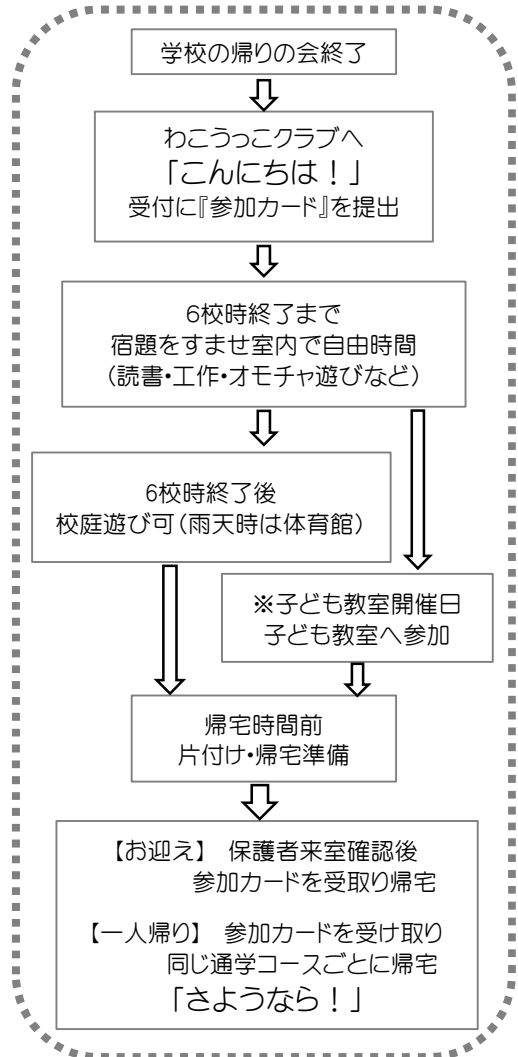 学校の帰りの会終了
わこうっこクラブへ
「こんにちは！」
受付に『参加カード』を提出
6校時終了まで
宿題をすませ室内で自由時間
（読書・工作・オモチャ遊びなど）
6校時終了後
校庭遊び可（雨天時は体育館）
※子ども教室開催日
子ども教室へ参加
帰宅時間前
片付け・帰宅準備
【お迎え】 保護者来室確認後
参加カードを受取り帰宅
【一人帰り】 参加カードを受け取り
同じ通学コースごとに帰宅
「さようなら！」